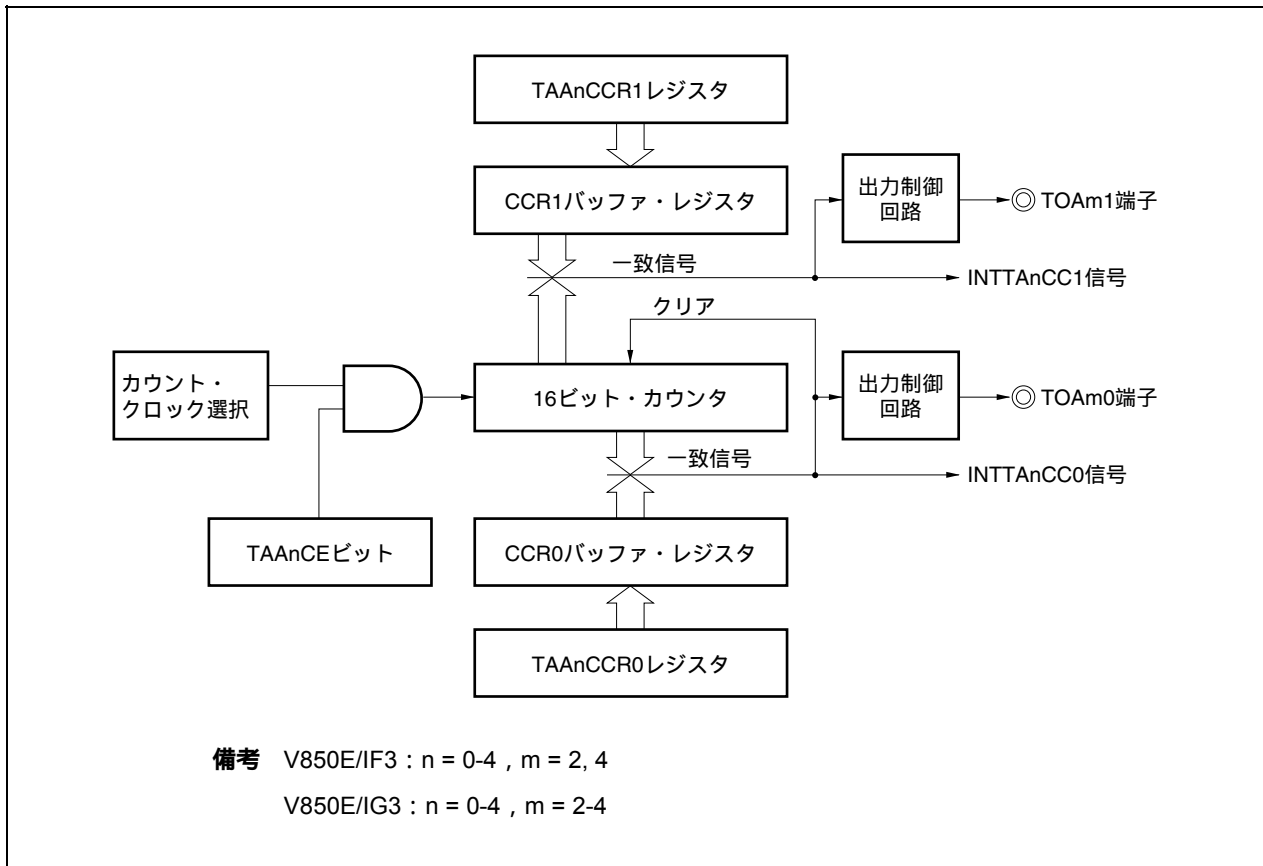 TAAnCCR1レジスタ
CCR1バッファ・レジスタ
出力制御
回路
TOAm1端子
一致信号
INTTAnCC1信号
クリア
カウント・
クロック選択
16ビット・カウンタ
出力制御
回路
TOAm0端子
一致信号
INTTAnCC0信号
TAAnCEビット
CCR0バッファ・レジスタ
TAAnCCR0レジスタ
備考 V850E/IF3：n = 0-4，m = 2, 4
V850E/IG3：n = 0-4，m = 2-4